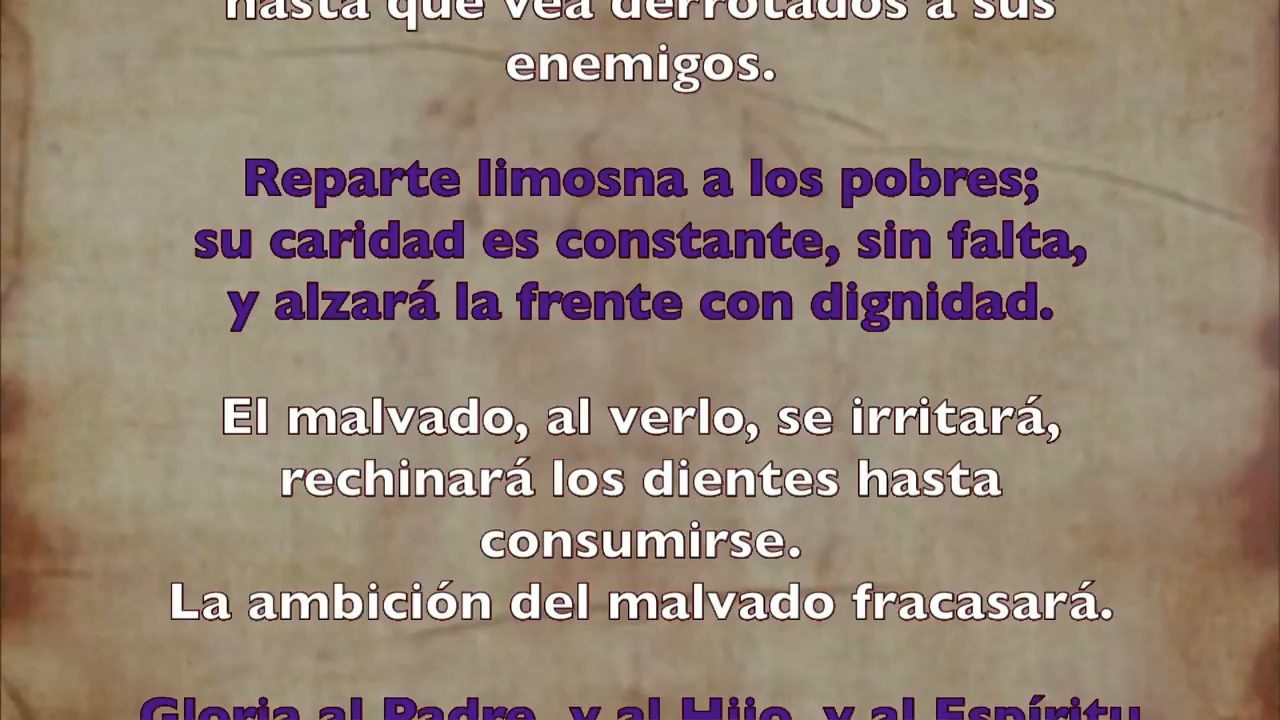 hasta que vea derrotados a sus
enemigos.
Reparte limosna a los pobres;
su caridad es constante, sin falta,
y alzará la frente con dignidad.
El malvado, al verlo, se irritará,
rechinará los dientes hasta
consumirse.
La ambición del malvado fracasará.
Gloria al Padre, y al Hijo, y al Espíritu